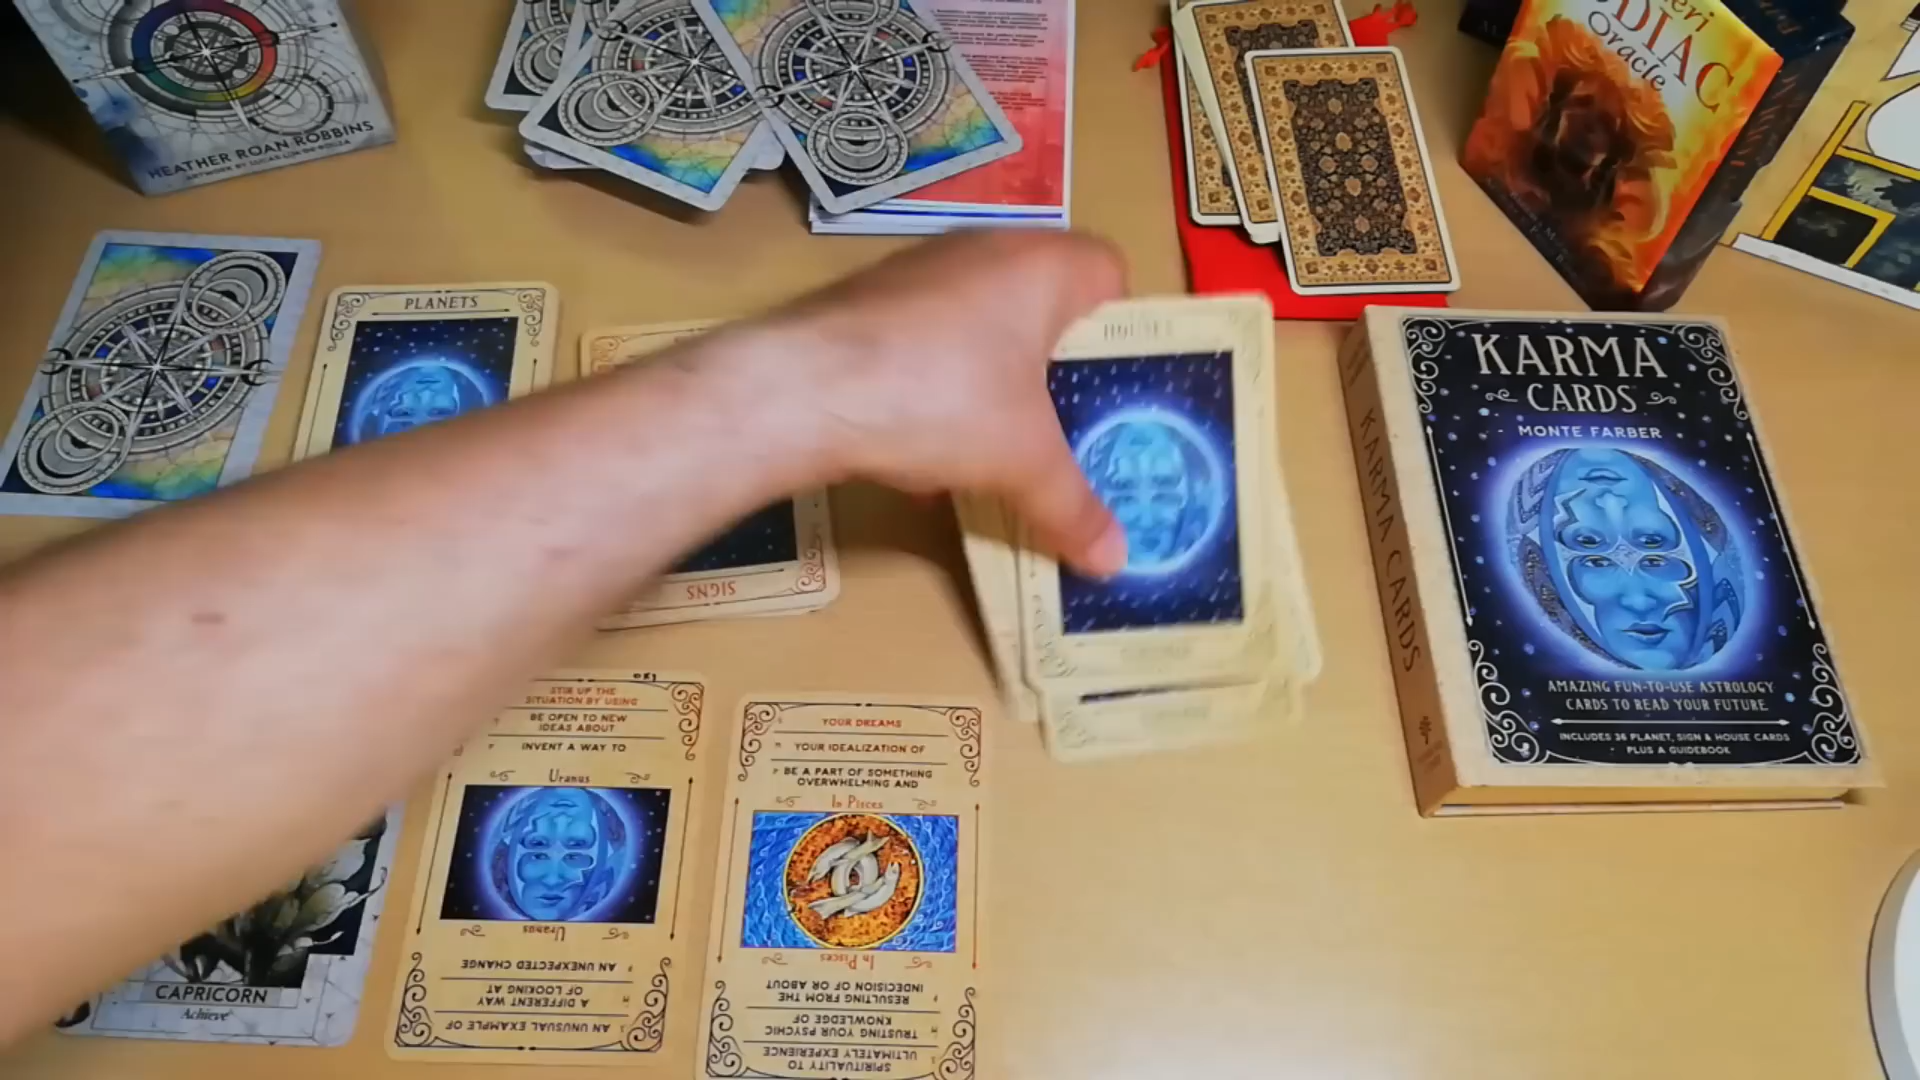 HEATHER ROAN ROBBINS
ZODIAC
Oracle
PLANETS
HOUSES
SIGNS
KARMA
CARDS
MONTE FARBER
AMAZING FUN-TO-USE ASTROLOGY
CARDS TO READ YOUR FUTURE
INCLUDES 36 PLANET, SIGN & HOUSE CARDS
PLUS A GUIDEBOOK
KARMA CARDS
CAPRICORN
Achieve
STIR UP THE
SITUATION BY USING
BE OPEN TO NEW
IDEAS ABOUT
INVENT A WAY TO
Uranus
Uranus
AN UNEXPECTED CHANGE
A DIFFERENT WAY
OF LOOKING AT
AN UNUSUAL EXAMPLE OF
YOUR DREAMS
YOUR IDEALIZATION OF
BE A PART OF SOMETHING
OVERWHELMING AND
In Pisces
In Pisces
RESULTING FROM THE
INDECISION OF OR ABOUT
TRUSTING YOUR PSYCHIC
KNOWLEDGE OF
SPIRITUALITY TO
ULTIMATELY EXPERIENCE